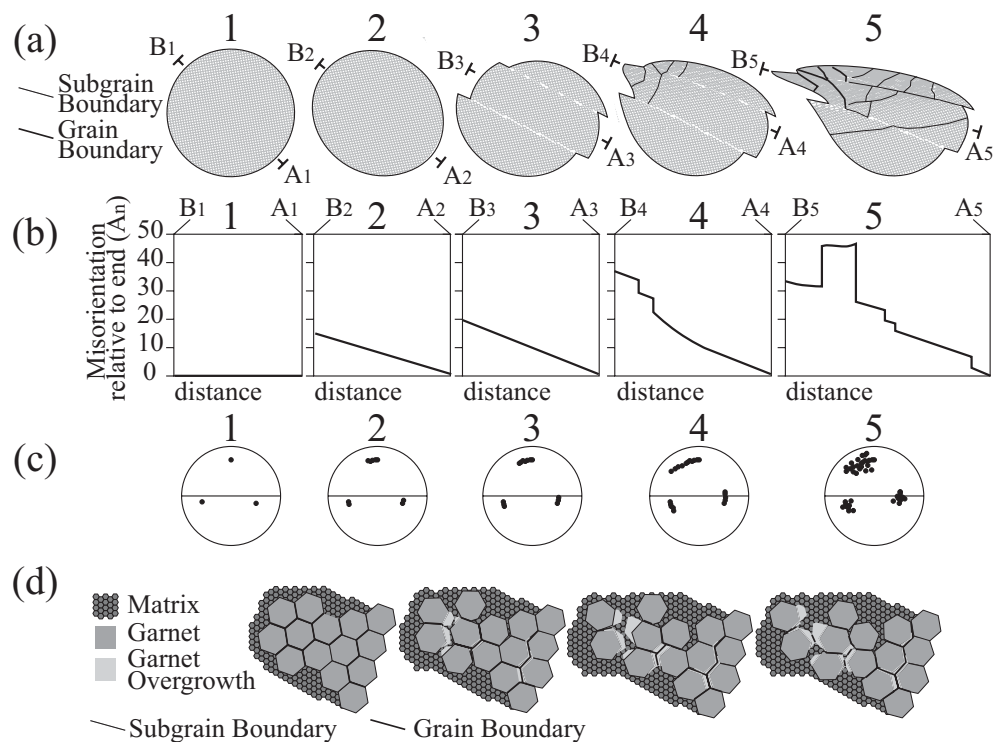 (a) 1 2 3 4 5
B1 B2 B3 B4 B5
Subgrain
Boundary
Grain
Boundary
A1 A2 A3 A4 A5
(b) B1 1 A1 B2 2 A2 B3 3 A3 B4 4 A4 B5 5 A5
Misorientation
relative to end (An)
50
40
30
20
10
0
distance distance distance distance distance
(c) 1 2 3 4 5
(d)
Matrix
Garnet
Garnet
Overgrowth
Subgrain Boundary Grain Boundary